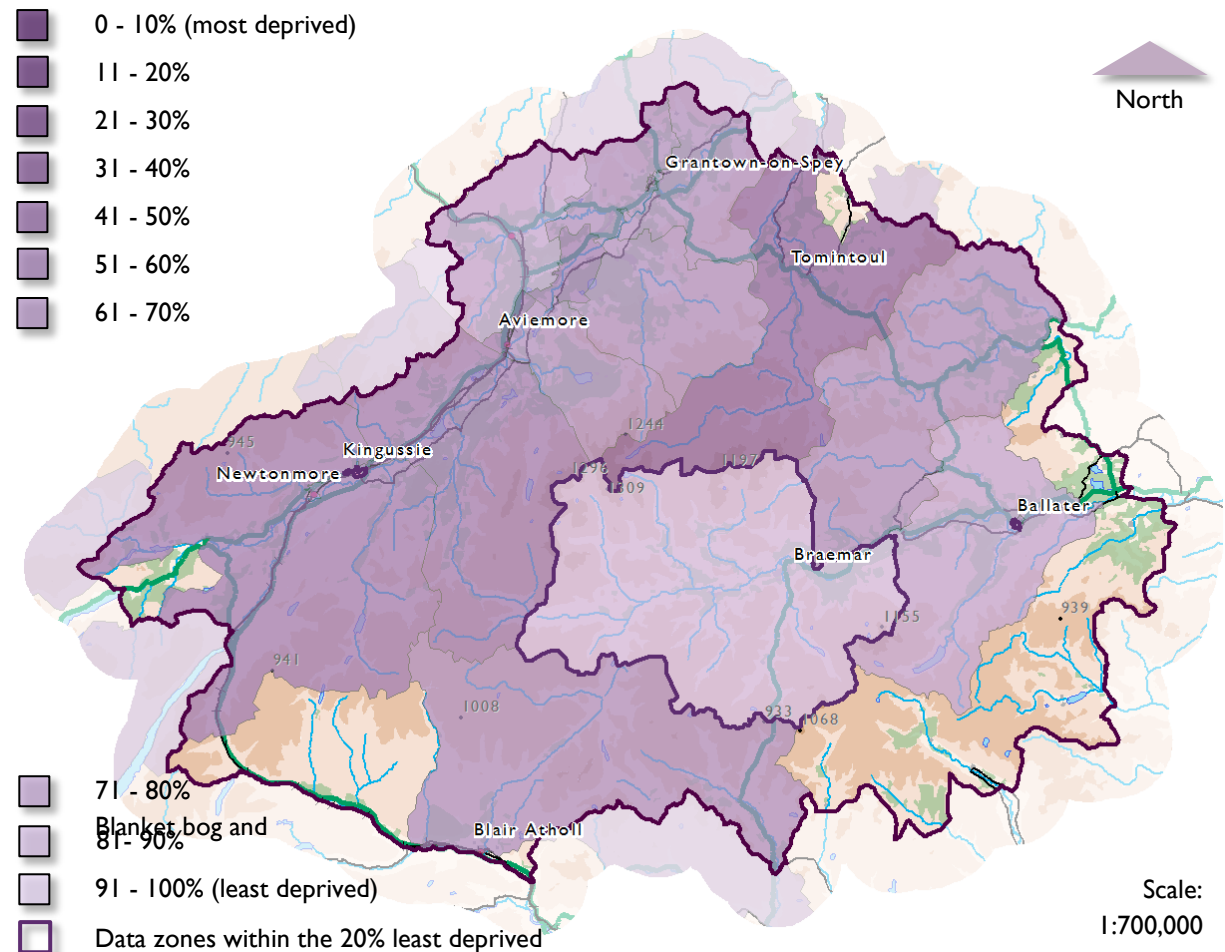 0 - 10% (most deprived)
11 - 20%
21 - 30%
31 - 40%
41 - 50%
51 - 60%
61 - 70%
North
Grantown-on-Spey
Tomintoul
Aviemore
1244
945
Kingussie
1197
Newtonmore
1296
1309
Ballater
Braemar
1155
939
941
1008
933
1068
71 - 80%
Blanket bog and
81- 90%
Blair Atholl
91 - 100% (least deprived)
Scale:
1:700,000
Data zones within the 20% least deprived